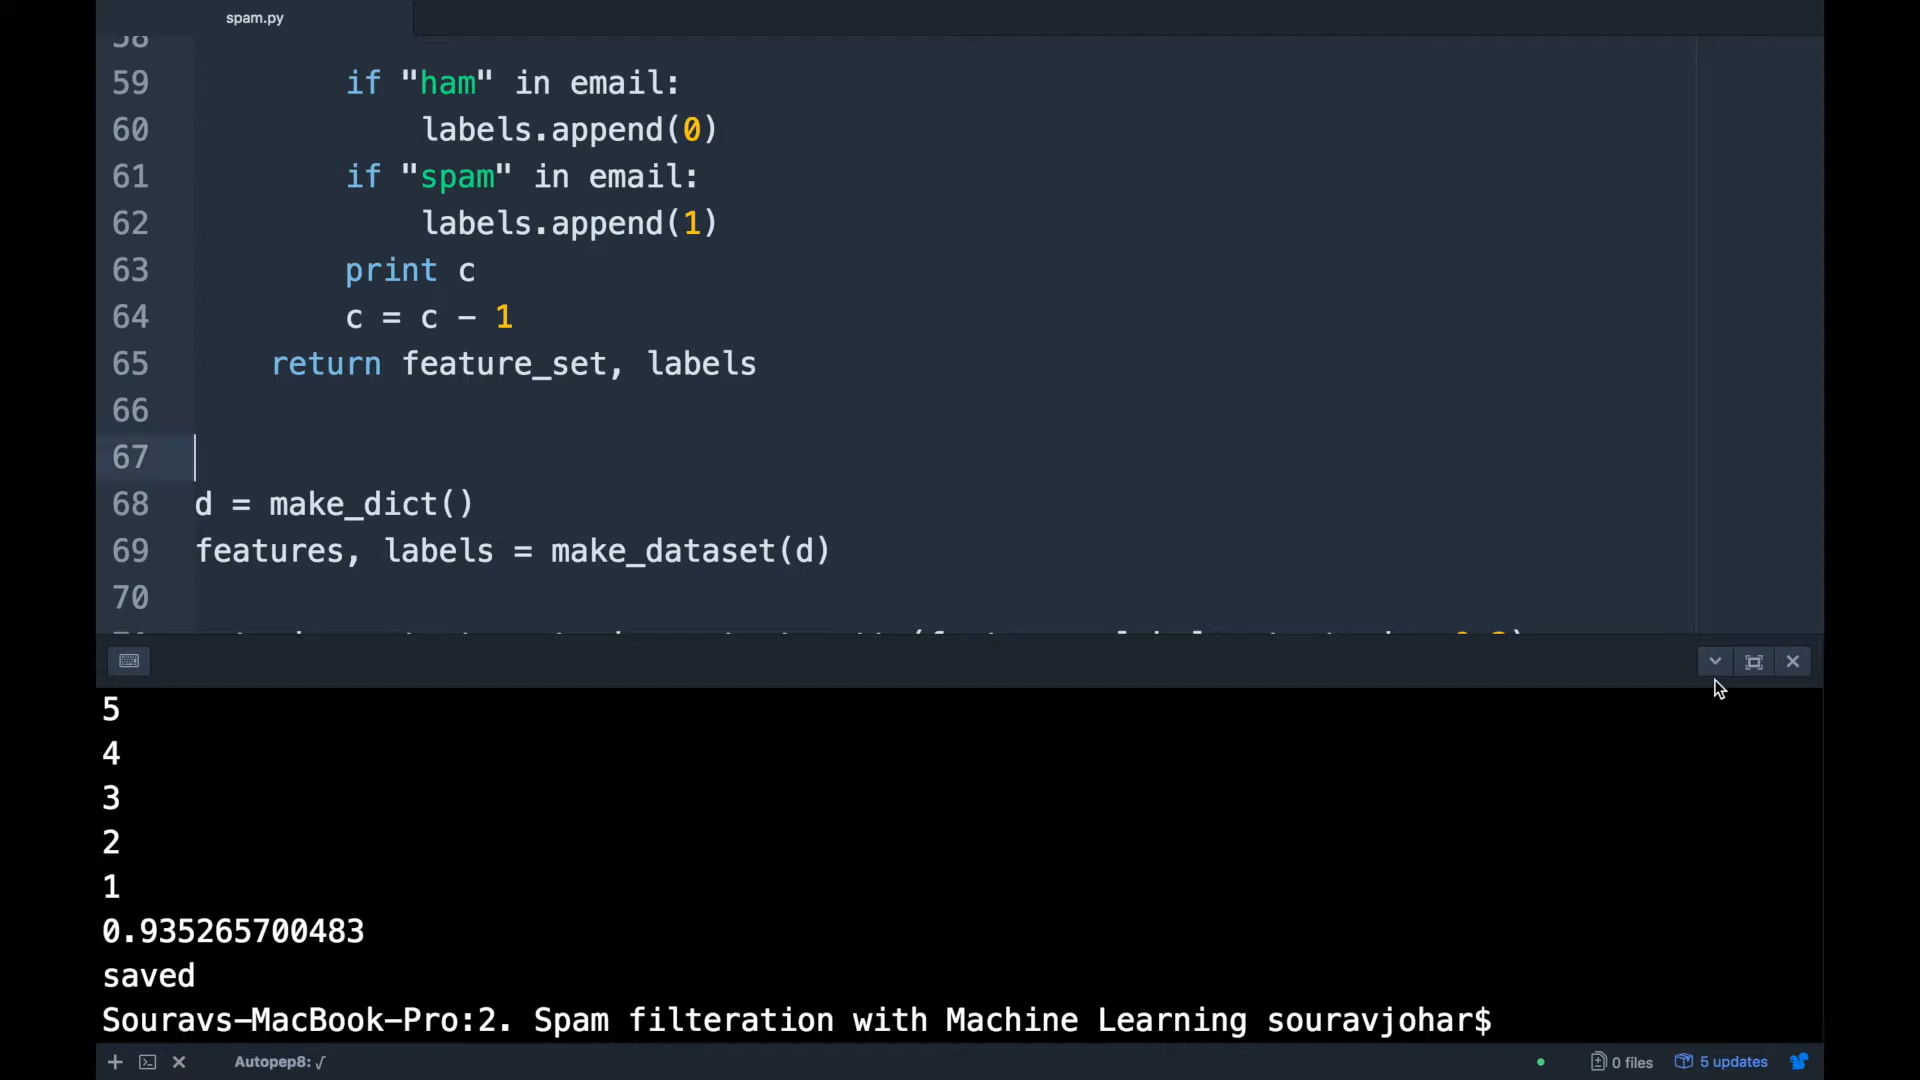 spam.py
58
59 if "ham" in email:
60 labels.append(0)
61 if "spam" in email:
62 labels.append(1)
63 print c
64 c = c - 1
65 return feature_set, labels
66
67
68 d = make_dict()
69 features, labels = make_dataset(d)
70
5
4
3
2
1
0.935265700483
saved
Souravs-MacBook-Pro:2. Spam filteration with Machine Learning souravjohar$
Autopep8: √ 0 files 5 updates